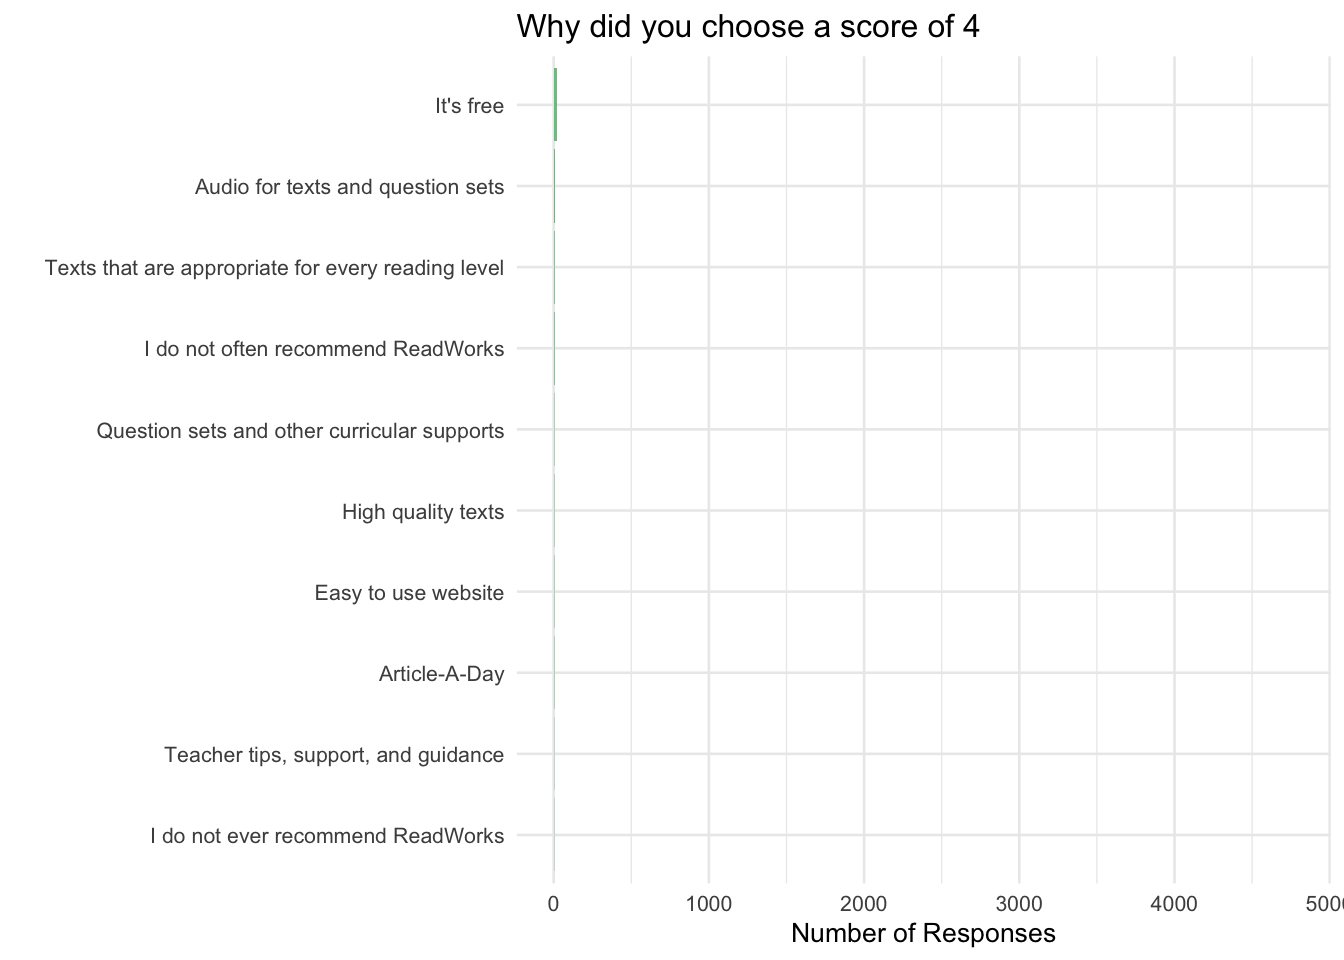 Why did you choose a score of 4
It's free
Audio for texts and question sets
Texts that are appropriate for every reading level
I do not often recommend ReadWorks
Question sets and other curricular supports
High quality texts
Easy to use website
Article-A-Day
Teacher tips, support, and guidance
I do not ever recommend ReadWorks
0 1000 2000 3000 4000 5000
Number of Responses